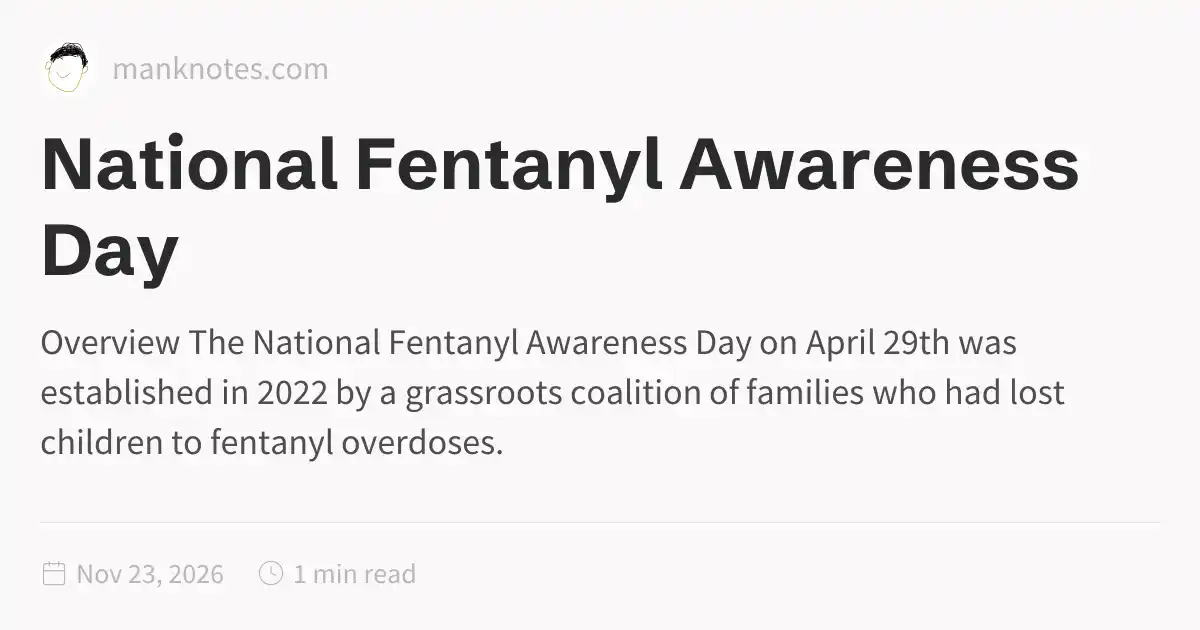 manknotes.com
National Fentanyl Awareness
Day
Overview The National Fentanyl Awareness Day on April 29th was
established in 2022 by a grassroots coalition of families who had lost
children to fentanyl overdoses.
Nov 23, 2026 1 min read